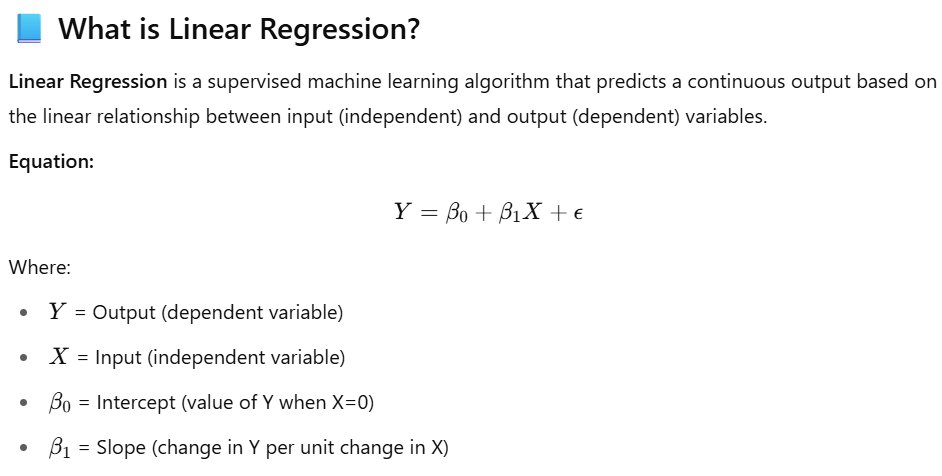 📘 What is Linear Regression?
Linear Regression is a supervised machine learning algorithm that predicts a continuous output based on
the linear relationship between input (independent) and output (dependent) variables.
Equation:
Y = β₀ + β₁X + ϵ
Where:
• Y = Output (dependent variable)
• X = Input (independent variable)
• β₀ = Intercept (value of Y when X=0)
• β₁ = Slope (change in Y per unit change in X)